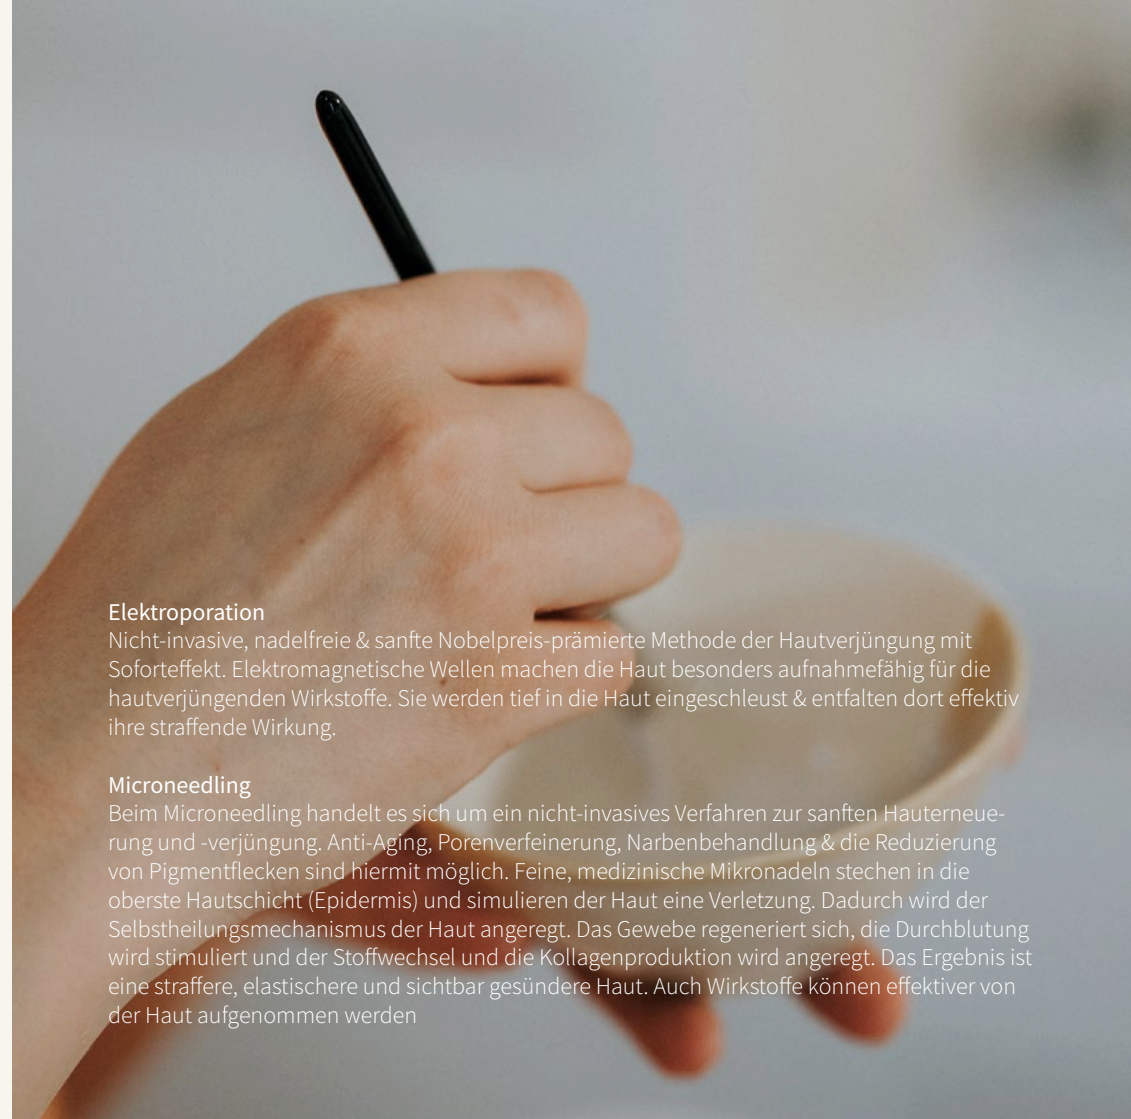 Elektroporation
Nicht-invasive, nadelfreie & sanfte Nobelpreis-prämierte Methode der Hautverjüngung mit
Soforteffekt. Elektromagnetische Wellen machen die Haut besonders aufnahmefähig für die
hautverjüngenden Wirkstoffe. Sie werden tief in die Haut eingeschleust & entfalten dort effektiv
ihre straffende Wirkung.
Microneedling
Beim Microneedling handelt es sich um ein nicht-invasives Verfahren zur sanften Hauterneue-
rung und -verjüngung. Anti-Aging, Porenverfeinerung, Narbenbehandlung & die Reduzierung
von Pigmentflecken sind hiermit möglich. Feine, medizinische Mikronadeln stechen in die
oberste Hautschicht (Epidermis) und simulieren der Haut eine Verletzung. Dadurch wird der
Selbstheilungsmechanismus der Haut angeregt. Das Gewebe regeneriert sich, die Durchblutung
wird stimuliert und der Stoffwechsel und die Kollagenproduktion wird angeregt. Das Ergebnis ist
eine straffere, elastischere und sichtbar gesündere Haut. Auch Wirkstoffe können effektiver von
der Haut aufgenommen werden